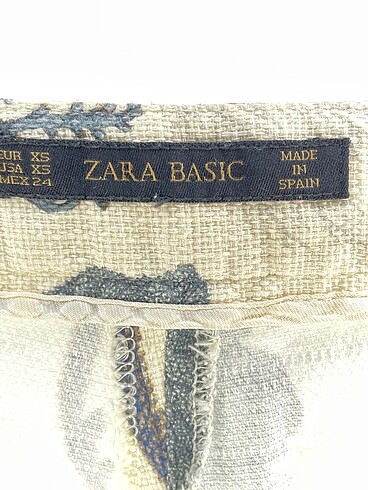 EUR XS
USA XS
MEX 24
ZARA BASIC
MADE
IN
SPAIN